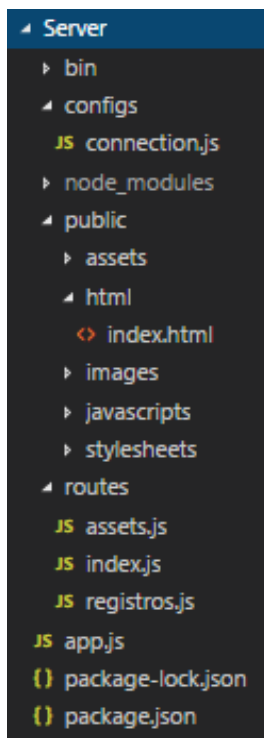 Server
bin
configs
JS connection.js
node_modules
public
assets
html
<> index.html
images
javascripts
stylesheets
routes
JS assets.js
JS index.js
JS registros.js
JS app.js
{} package-lock.json
{} package.json